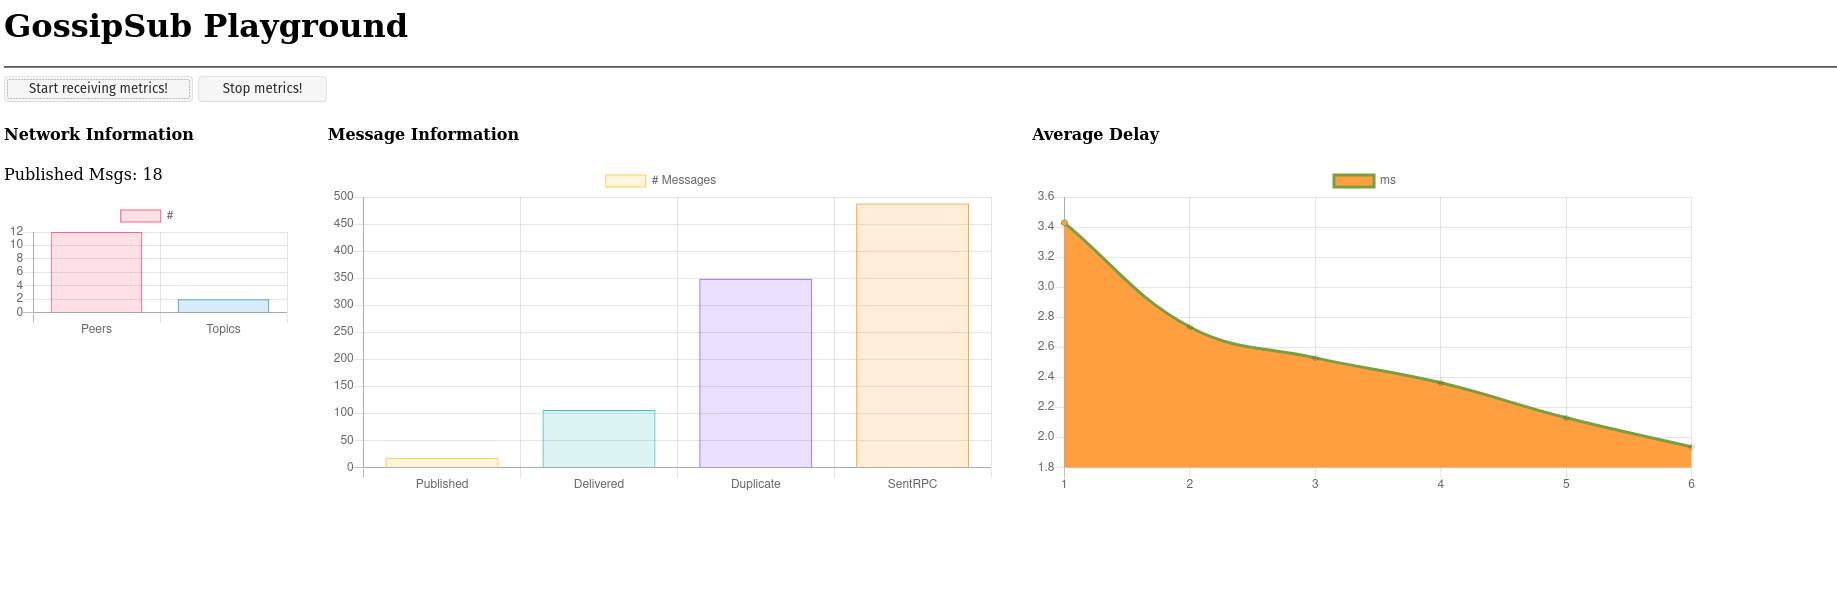 GossipSub Playground
Start receiving metrics! Stop metrics!
Network Information
Published Msgs: 18
#
12
10
8
6
4
2
0
Peers Topics
Message Information
# Messages
500
450
400
350
300
250
200
150
100
50
0
Published Delivered Duplicate SentRPC
Average Delay
ms
3.6
3.4
3.2
3.0
2.8
2.6
2.4
2.2
2.0
1.8
1 2 3 4 5 6